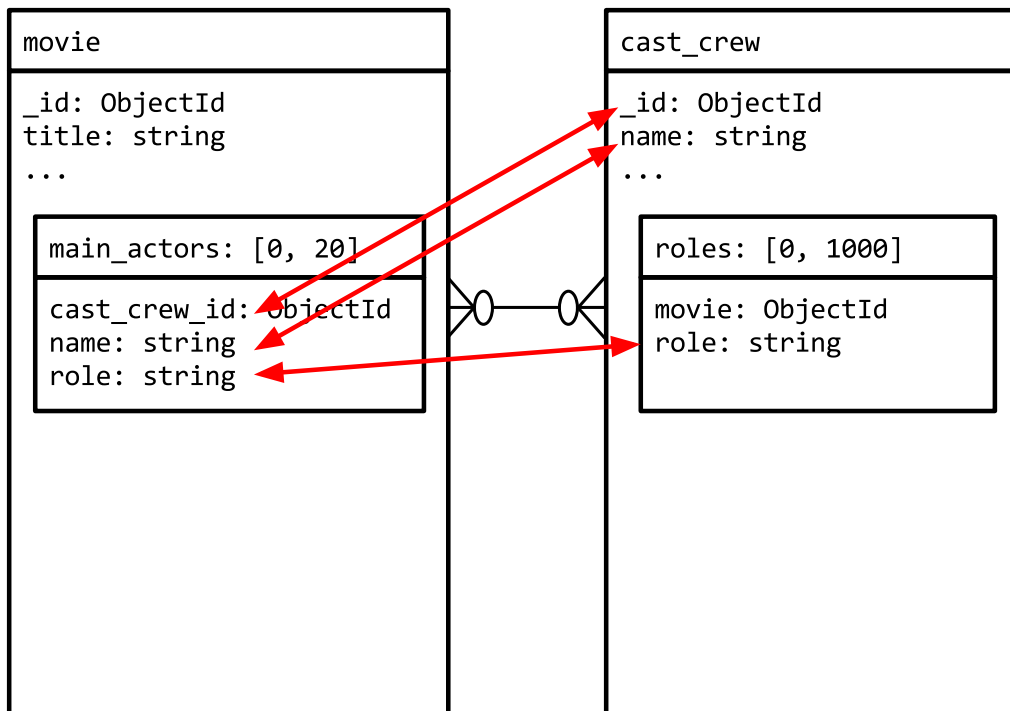 movie
_id: ObjectId
title: string
...
main_actors: [0, 20]
cast_crew_id: ObjectId
name: string
role: string
cast_crew
_id: ObjectId
name: string
...
roles: [0, 1000]
movie: ObjectId
role: string